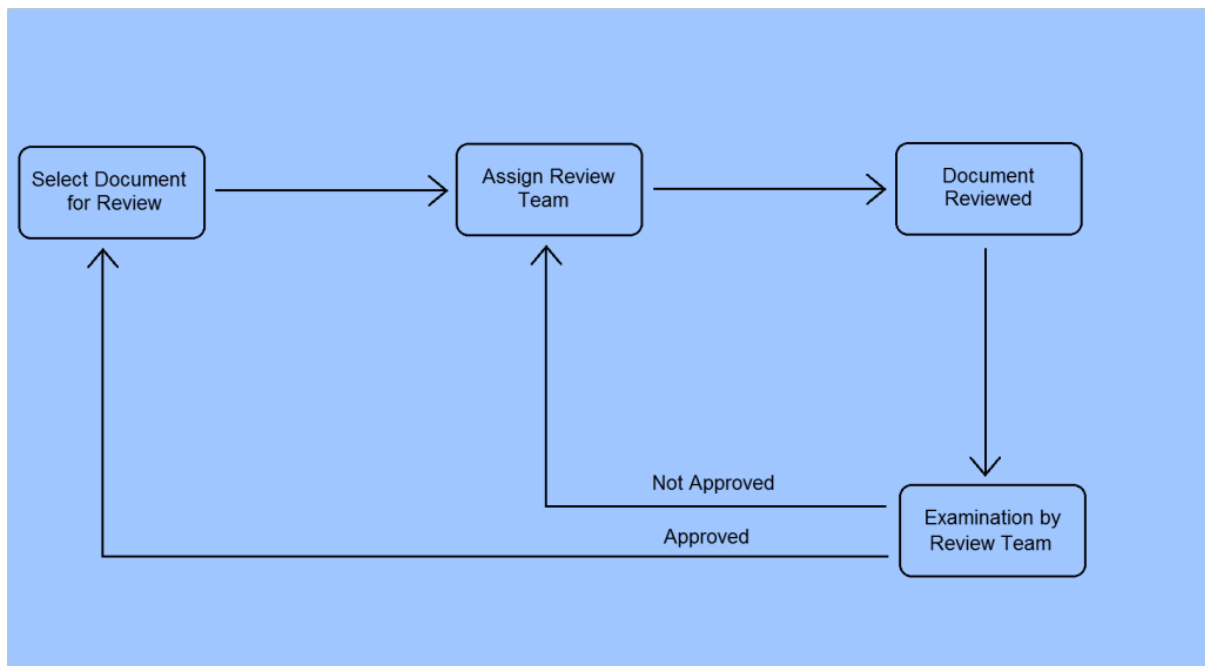 Select Document
for Review
Assign Review
Team
Document
Reviewed
Not Approved
Approved
Examination by
Review Team